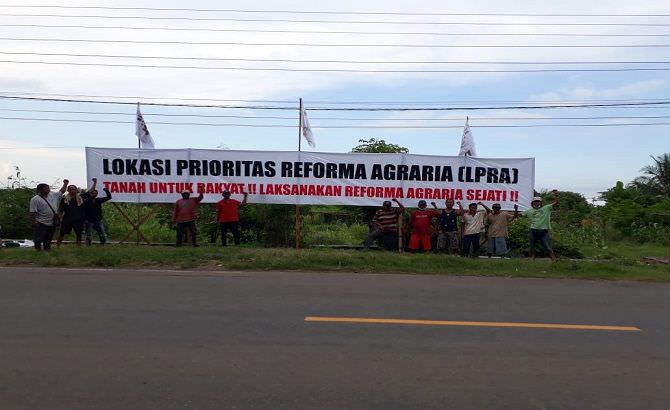 LOKASI PRIORITAS REFORMA AGRARIA (LPRA)
TANAH UNTUK RAKYAT !! LAKSANAKAN REFORMA AGRARIA SEJATI !!